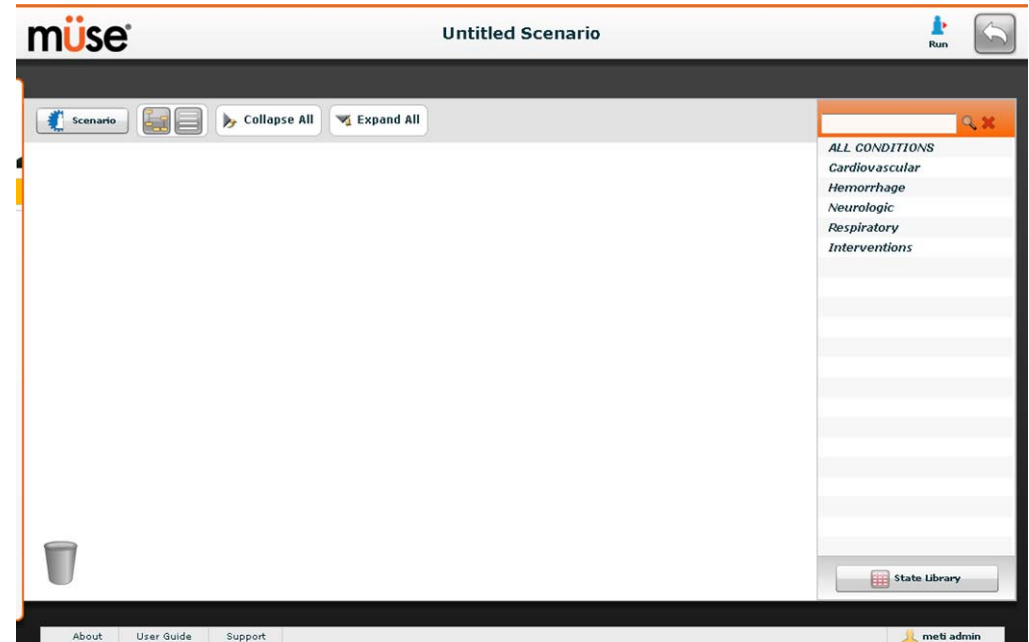 müse®
Untitled Scenario
Run
Scenario
Collapse All
Expand All
ALL CONDITIONS
Cardiovascular
Hemorrhage
Neurologic
Respiratory
Interventions
State Library
About User Guide Support meti admin